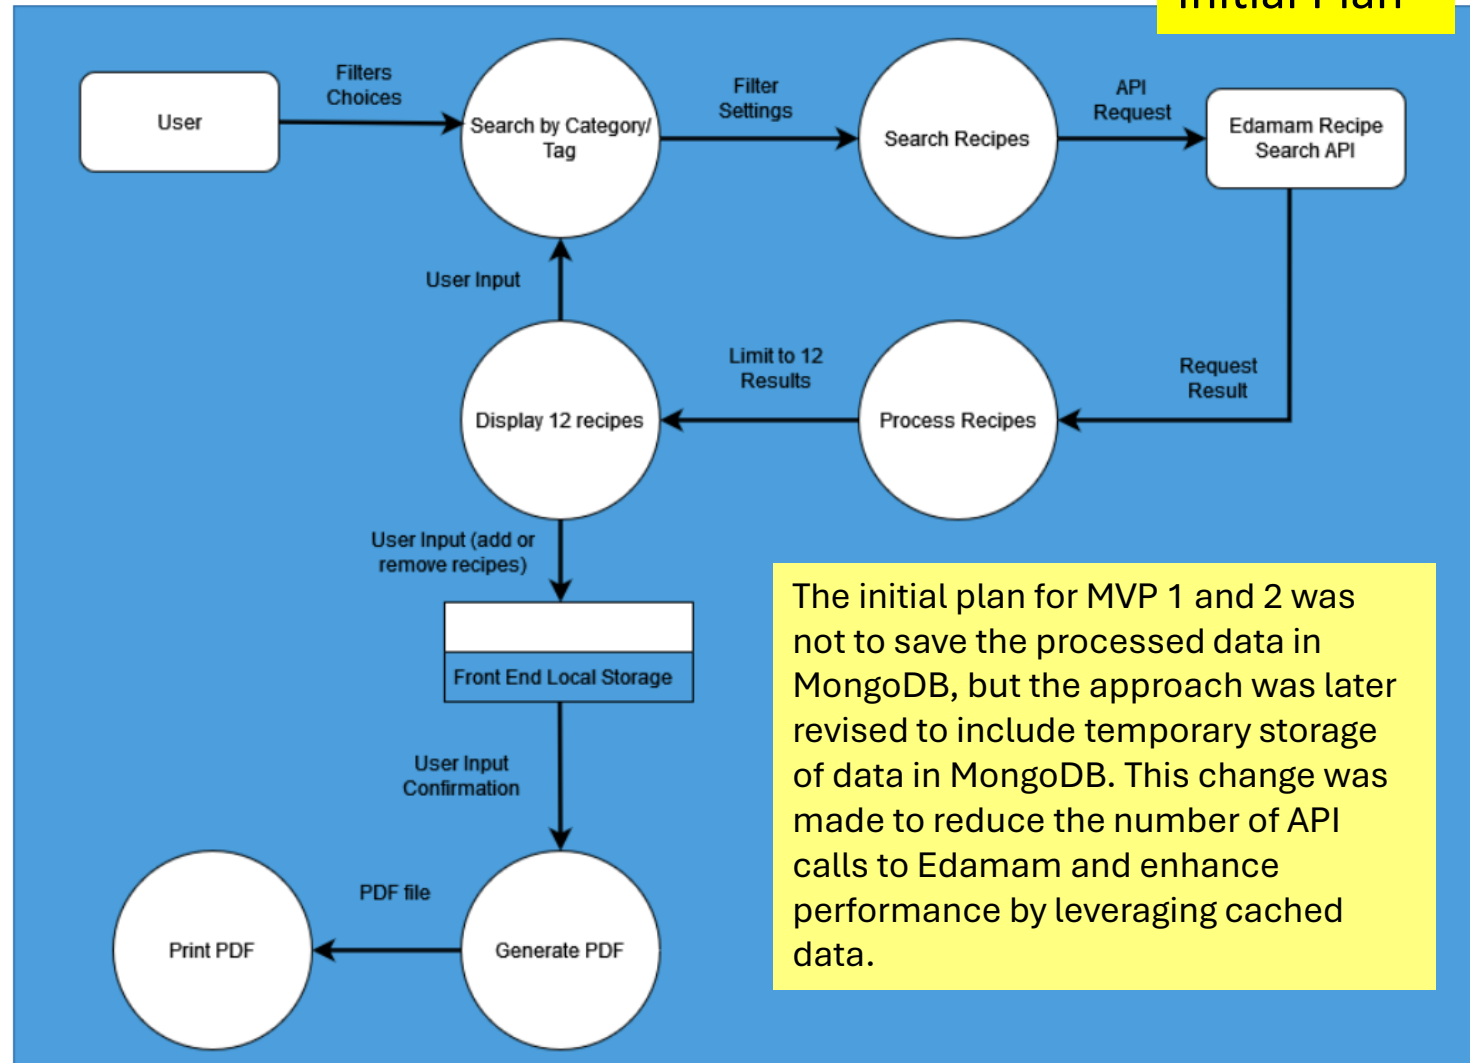 Initial Plan
Filters
Choices
User
Search by Category/
Tag
Filter
Settings
Search Recipes
API
Request
Edamam Recipe
Search API
User Input
Display 12 recipes
Limit to 12
Results
Process Recipes
Request
Result
User Input (add or
remove recipes)
Front End Local Storage
User Input
Confirmation
Generate PDF
PDF file
Print PDF
The initial plan for MVP 1 and 2 was
not to save the processed data in
MongoDB, but the approach was later
revised to include temporary storage
of data in MongoDB. This change was
made to reduce the number of API
calls to Edamam and enhance
performance by leveraging cached
data.